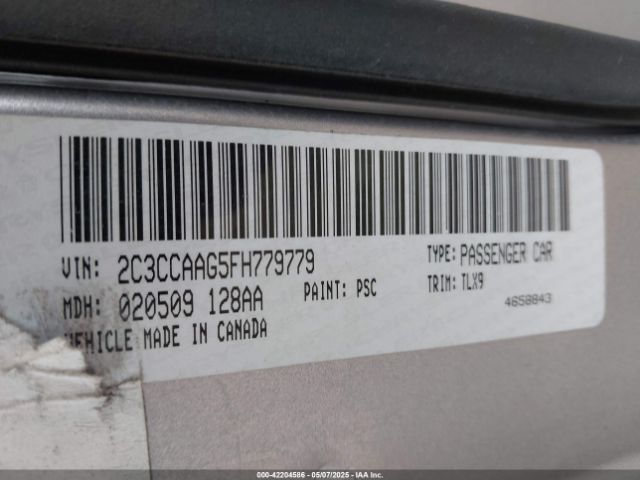 VIN: 2C3CCAAG5FH779779 TYPE: PASSENGER CAR
MDH: 020509 128AA PAINT: PSC TRIM: TLX9
VEHICLE MADE IN CANADA 4658843
000-42204586 - 05/07/2025 - IAA Inc.